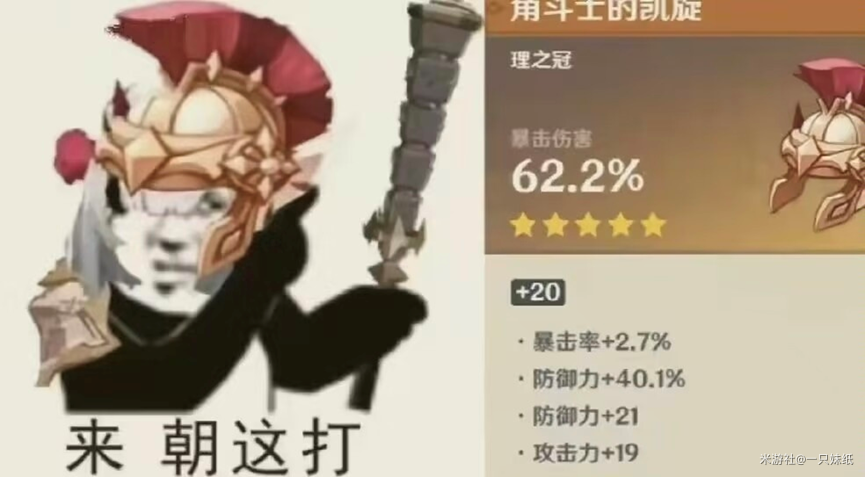 来 朝这打
角斗士的凯旋
理之冠
暴击伤害
62.2%
+20
·暴击率+2.7%
·防御力+40.1%
·防御力+21
·攻击力+19
米游社@一只妹纸